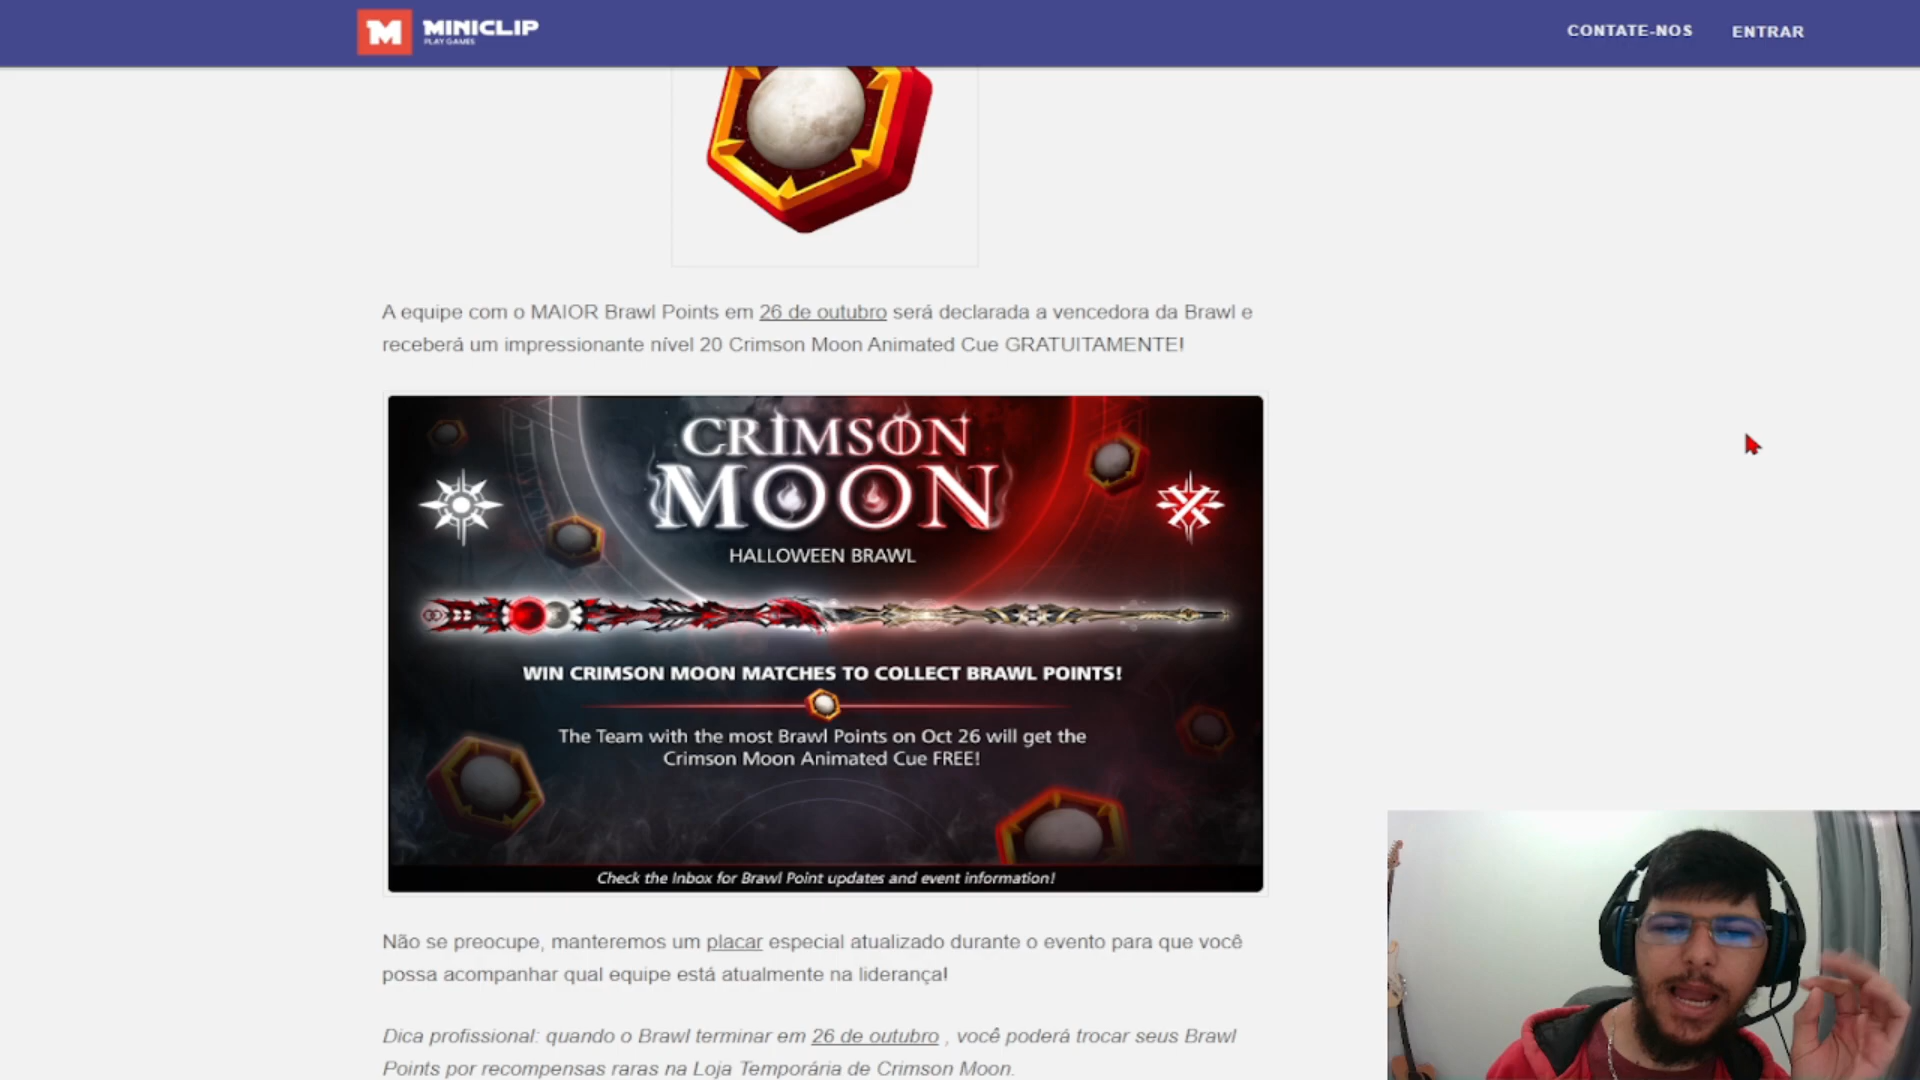 MINICLIP
PLAY GAMES
CONTATE-NOS
ENTRAR
A equipe com o MAIOR Brawl Points em 26 de outubro será declarada a vencedora da Brawl e
receberá um impressionante nível 20 Crimson Moon Animated Cue GRATUITAMENTE!
CRIMSON
MOON
HALLOWEEN BRAWL
WIN CRIMSON MOON MATCHES TO COLLECT BRAWL POINTS!
The Team with the most Brawl Points on Oct 26 will get the
Crimson Moon Animated Cue FREE!
Check the Inbox for Brawl Point updates and event information!
Não se preocupe, manteremos um placar especial atualizado durante o evento para que você
possa acompanhar qual equipe está atualmente na liderança!
Dica profissional: quando o Brawl terminar em 26 de outubro , você poderá trocar seus Brawl
Points por recompensas raras na Loja Temporária de Crimson Moon.